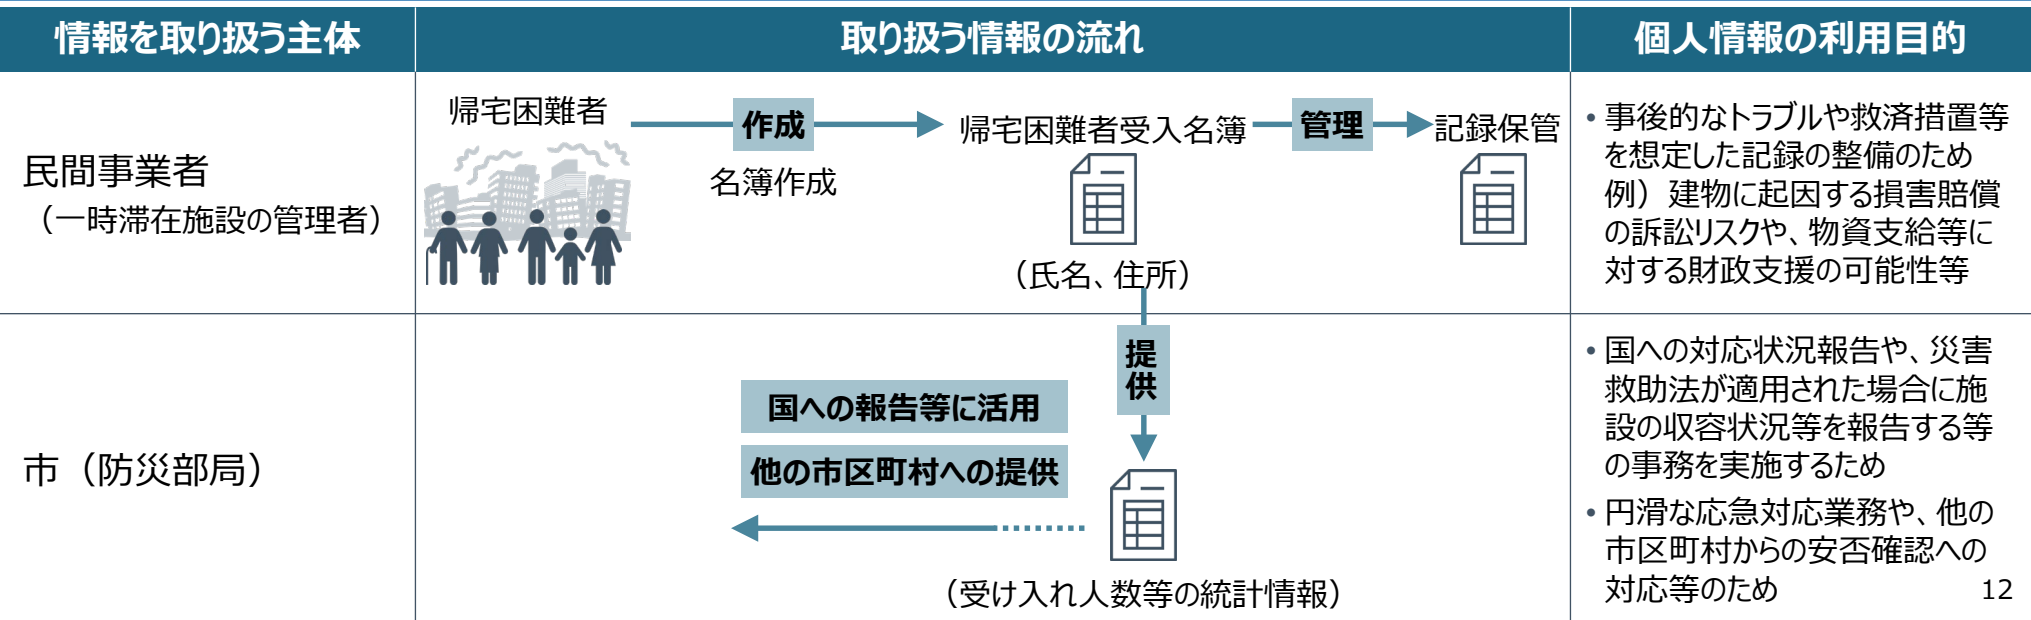 情報を取り扱う主体
取り扱う情報の流れ
個人情報の利用目的
民間事業者
（一時滞在施設の管理者）
帰宅困難者
作成
名簿作成
帰宅困難者受入名簿
管理
記録保管
（氏名、住所）
• 事後的なトラブルや救済措置等
を想定した記録の整備のため
例）建物に起因する損害賠償
の訴訟リスクや、物資支給等に
対する財政支援の可能性等
市（防災部局）
提供
国への報告等に活用
他の市区町村への提供
（受け入れ人数等の統計情報）
• 国への対応状況報告や、災害
救助法が適用された場合に施
設の収容状況等を報告する等
の事務を実施するため
• 円滑な応急対応業務や、他の
市区町村からの安否確認への
対応等のため
12